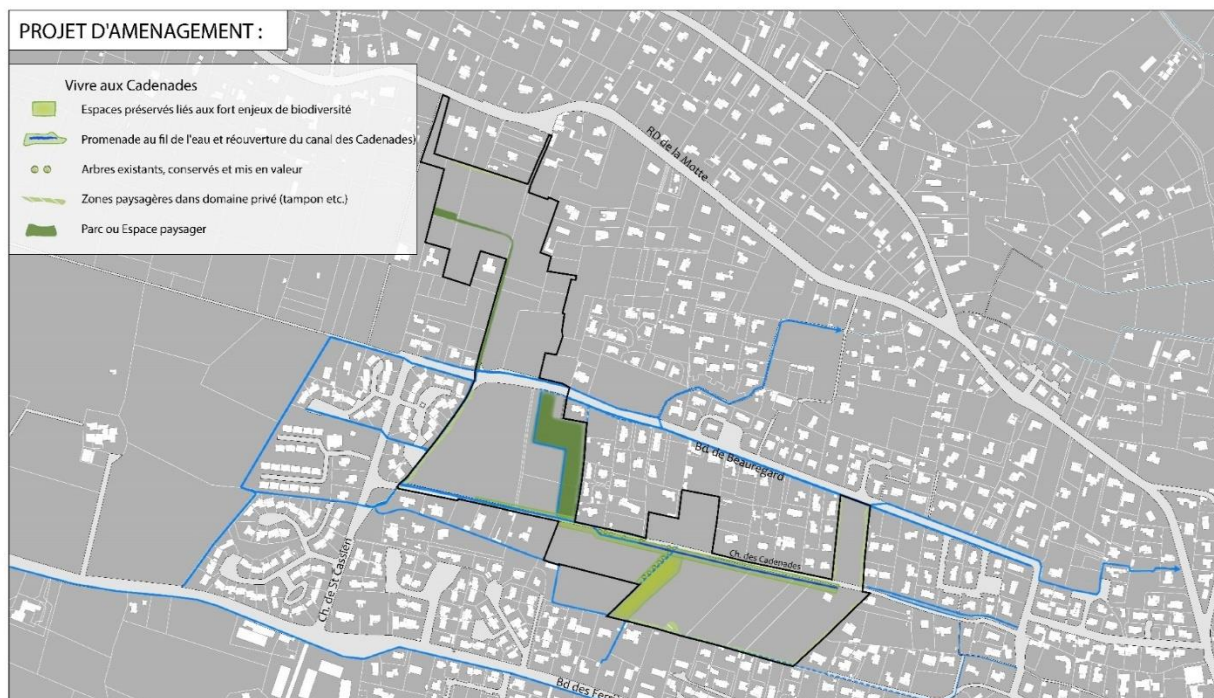 PROJET D'AMENAGEMENT :
Vivre aux Cadenades
Espaces préservés liés aux fort enjeux de biodiversité
Promenade au fil de l'eau et réouverture du canal des Cadenades)
Arbres existants, conservés et mis en valeur
Zones paysagères dans domaine privé (tampon etc.)
Parc ou Espace paysager
RD de la Motte
Bd. de Beauregard
Ch. des Cadenades
Ch. de St Cassien
Bd des